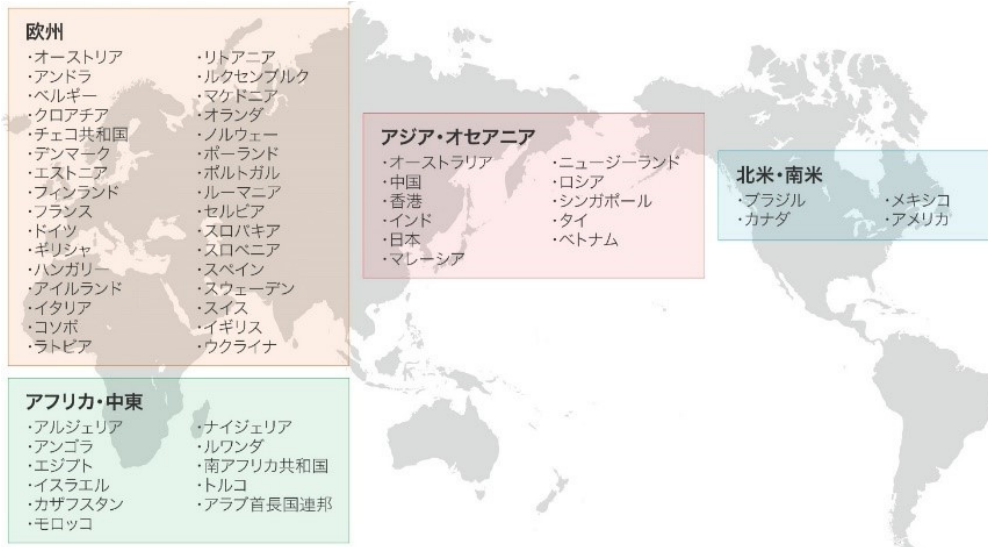 欧州
・オーストリア
・アンドラ
・ベルギー
・クロアチア
・チェコ共和国
・デンマーク
・エストニア
・フィンランド
・フランス
・ドイツ
・ギリシャ
・ハンガリー
・アイルランド
・イタリア
・コソボ
・ラトビア
・リトアニア
・ルクセンブルク
・マケドニア
・オランダ
・ノルウェー
・ポーランド
・ポルトガル
・ルーマニア
・セルビア
・スロバキア
・スロベニア
・スペイン
・スウェーデン
・スイス
・イギリス
・ウクライナ
アジア・オセアニア
・オーストラリア
・中国
・香港
・インド
・日本
・マレーシア
・ニュージーランド
・ロシア
・シンガポール
・タイ
・ベトナム
北米・南米
・ブラジル
・カナダ
・メキシコ
・アメリカ
アフリカ・中東
・アルジェリア
・アンゴラ
・エジプト
・イスラエル
・カザフスタン
・モロッコ
・ナイジェリア
・ルワンダ
・南アフリカ共和国
・トルコ
・アラブ首長国連邦